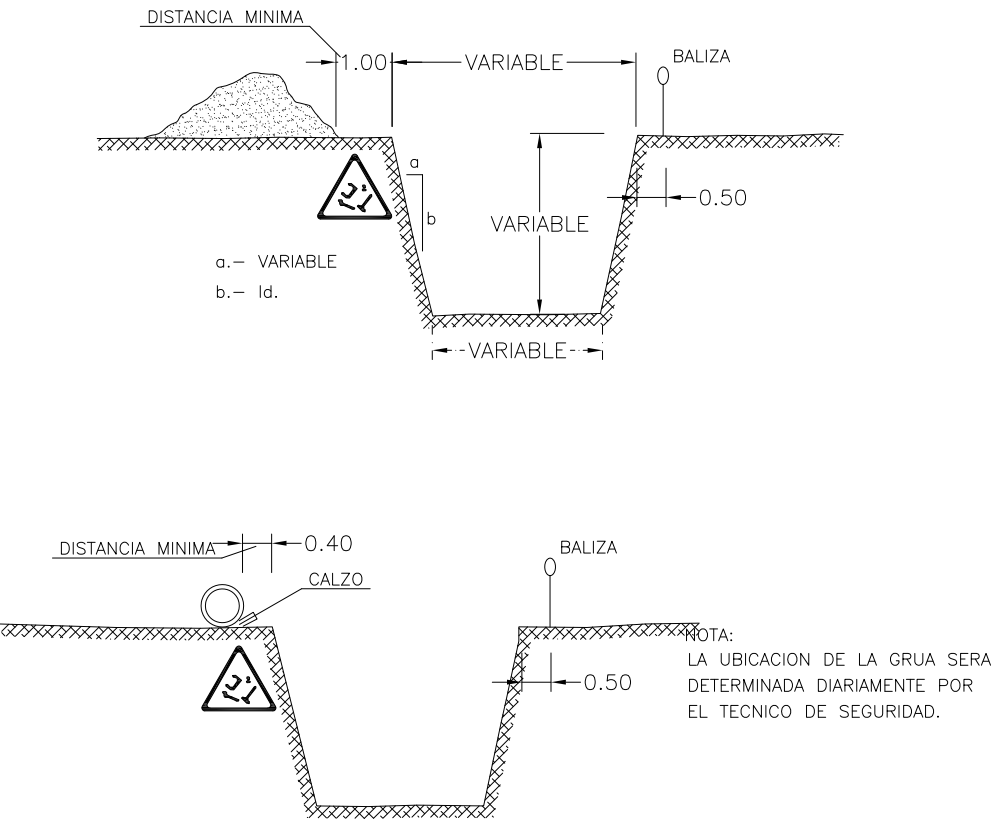 DISTANCIA MINIMA
1.00
VARIABLE
BALIZA
a
b
0.50
VARIABLE
a.- VARIABLE
b.- Id.
VARIABLE
DISTANCIA MINIMA
0.40
CALZO
BALIZA
0.50
NOTA:
LA UBICACION DE LA GRUA SERA
DETERMINADA DIARIAMENTE POR
EL TECNICO DE SEGURIDAD.